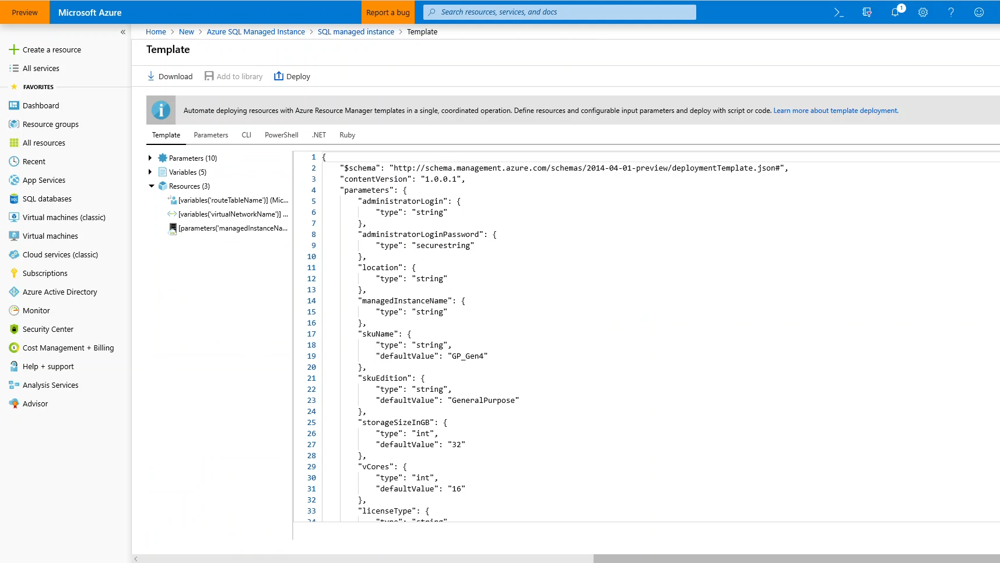 Preview
Microsoft Azure
Report a bug
Search resources, services, and docs
1
Home > New > Azure SQL Managed Instance > SQL managed instance > Template
Template
Create a resource
All services
FAVORITES
Dashboard
Resource groups
All resources
Recent
App Services
SQL databases
Virtual machines (classic)
Virtual machines
Cloud services (classic)
Subscriptions
Azure Active Directory
Monitor
Security Center
Cost Management + Billing
Help + support
Analysis Services
Advisor
Download Add to library Deploy
Automate deploying resources with Azure Resource Manager templates in a single, coordinated operation. Define resources and configurable input parameters and deploy with script or code. Learn more about template deployment.
Template Parameters CLI PowerShell .NET Ruby
Parameters (10)
Variables (5)
Resources (3)
[variables('routeTableName')] (Mic...
[variables('virtualNetworkName')] ...
[parameters('managedInstanceNa...
1 {
2 "$schema": "http://schema.management.azure.com/schemas/2014-04-01-preview/deploymentTemplate.json#",
3 "contentVersion": "1.0.0.1",
4 "parameters": {
5 "administratorLogin": {
6 "type": "string"
7 },
8 "administratorLoginPassword": {
9 "type": "securestring"
10 },
11 "location": {
12 "type": "string"
13 },
14 "managedInstanceName": {
15 "type": "string"
16 },
17 "skuName": {
18 "type": "string",
19 "defaultValue": "GP_Gen4"
20 },
21 "skuEdition": {
22 "type": "string",
23 "defaultValue": "GeneralPurpose"
24 },
25 "storageSizeInGB": {
26 "type": "int",
27 "defaultValue": "32"
28 },
29 "vCores": {
30 "type": "int",
31 "defaultValue": "16"
32 },
33 "licenseType": {
34 "type": "string"